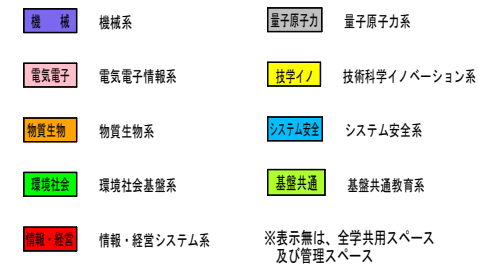 機　械 機械系
電気電子 電気電子情報系
物質生物 物質生物系
環境社会 環境社会基盤系
情報・経営 情報・経営システム系
量子原子力 量子原子力系
技学イノ 技術科学イノベーション系
システム安全 システム安全系
基盤共通 基盤共通教育系
※表示無は、全学共用スペース
及び管理スペース